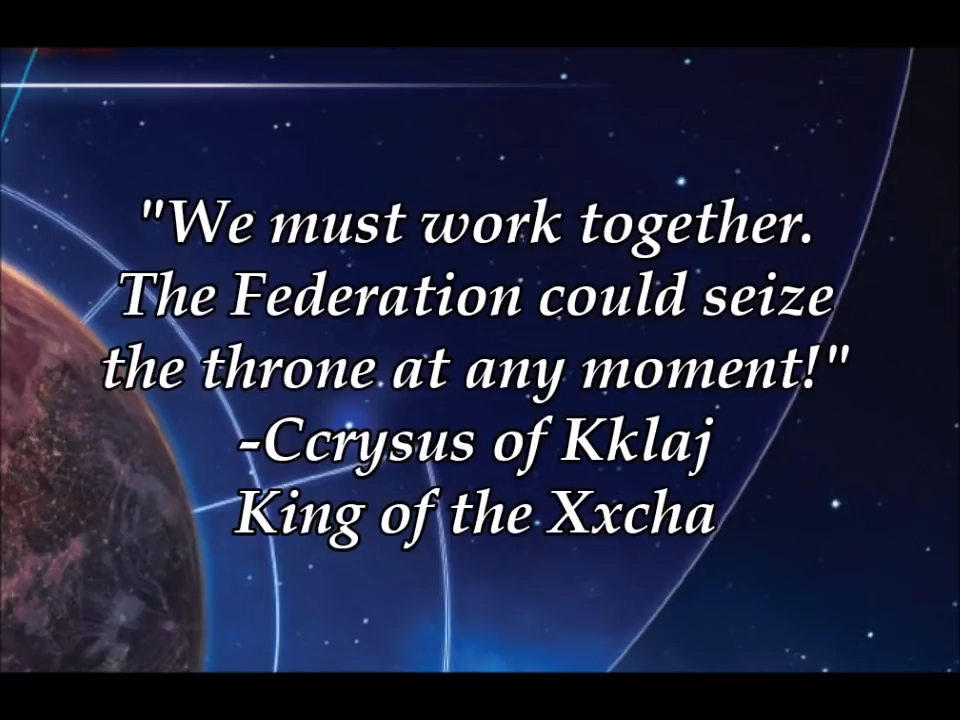 "We must work together.
The Federation could seize
the throne at any moment!"
-Ccrysus of Kklaj
King of the Xxcha